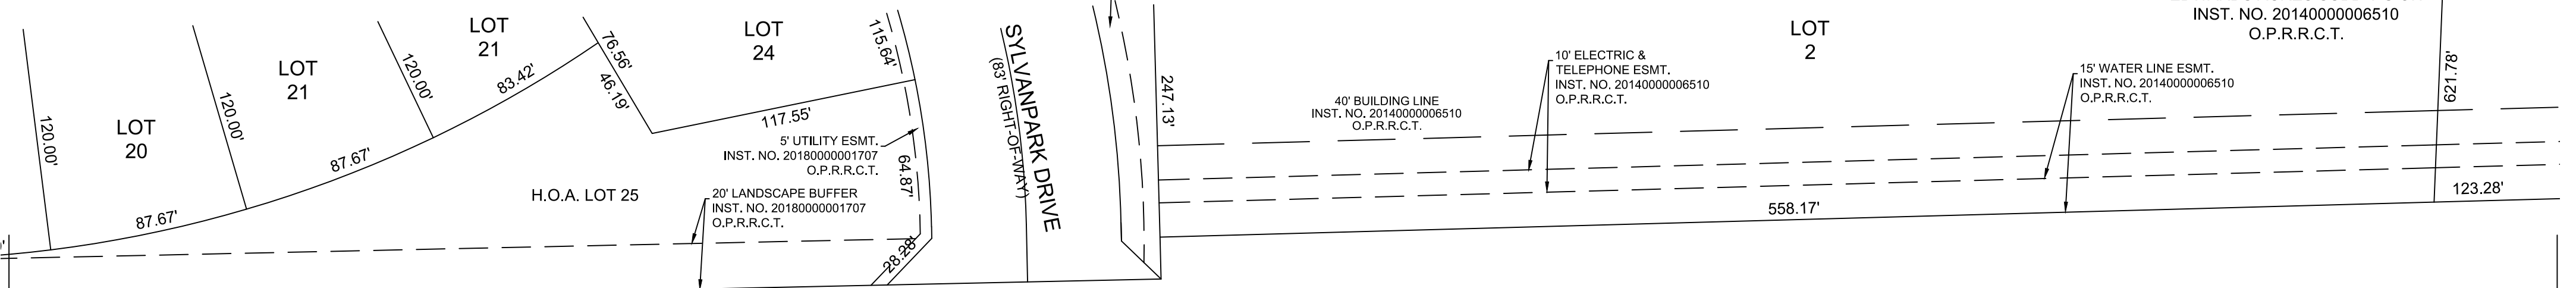 LOT
20
LOT
21
LOT
21
LOT
24
120.00'
120.00'
120.00'
87.67'
87.67'
83.42'
76.56'
46.19'
117.55'
115.64'
64.87'
28.28'
H.O.A. LOT 25
5' UTILITY ESMT.
INST. NO. 20180000001707
O.P.R.R.C.T.
20' LANDSCAPE BUFFER
INST. NO. 20180000001707
O.P.R.R.C.T.
SYLVANPARK DRIVE
(83' RIGHT-OF-WAY)
247.13'
40' BUILDING LINE
INST. NO. 20140000006510
O.P.R.R.C.T.
10' ELECTRIC &
TELEPHONE ESMT.
INST. NO. 20140000006510
O.P.R.R.C.T.
LOT
2
558.17'
15' WATER LINE ESMT.
INST. NO. 20140000006510
O.P.R.R.C.T.
INST. NO. 20140000006510
O.P.R.R.C.T.
621.78'
123.28'